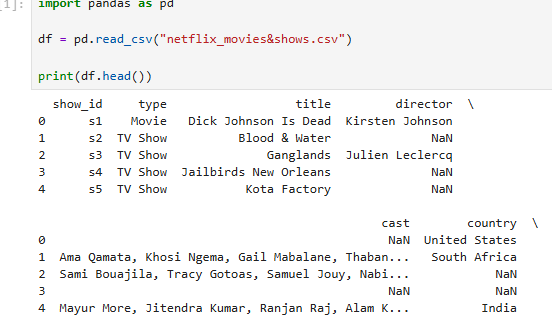 [1]: import pandas as pd
df = pd.read_csv("netflix_movies&shows.csv")
print(df.head())
show_id type title director \
0 s1 Movie Dick Johnson Is Dead Kirsten Johnson
1 s2 TV Show Blood & Water NaN
2 s3 TV Show Ganglands Julien Leclercq
3 s4 TV Show Jailbirds New Orleans NaN
4 s5 TV Show Kota Factory NaN
cast country \
0 NaN United States
1 Ama Qamata, Khosi Ngema, Gail Mabalane, Thaban... South Africa
2 Sami Bouajila, Tracy Gotoas, Samuel Jouy, Nabi... NaN
3 NaN NaN
4 Mayur More, Jitendra Kumar, Ranjan Raj, Alam K... India